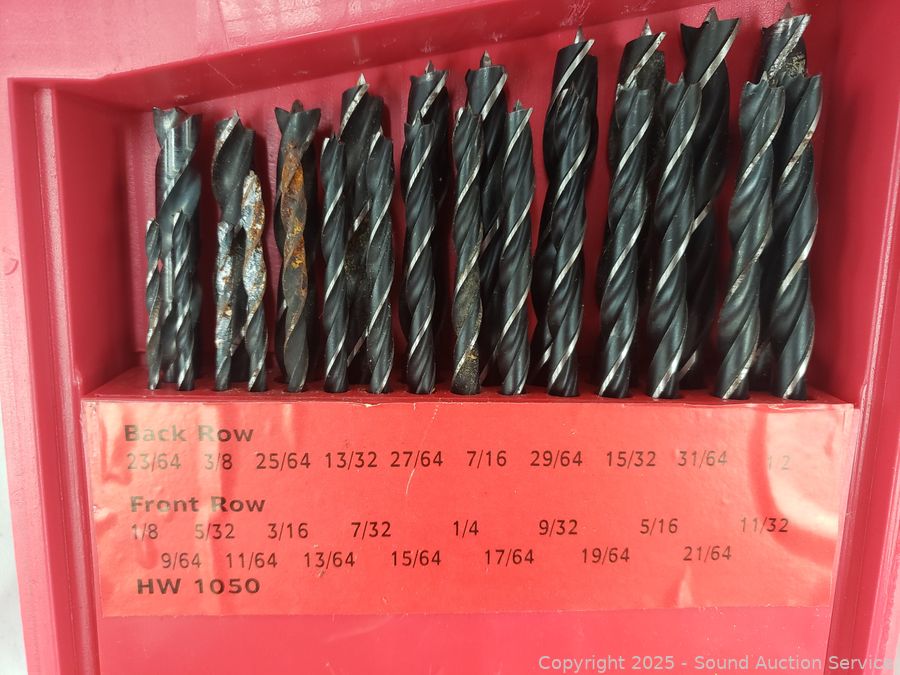 Back Row
23/64 3/8 25/64 13/32 27/64 7/16 29/64 15/32 31/64 1/2
Front Row
1/8 5/32 3/16 7/32 1/4 9/32 5/16 11/32
9/64 11/64 13/64 15/64 17/64 19/64 21/64
HW 1050
Copyright 2025 - Sound Auction Service